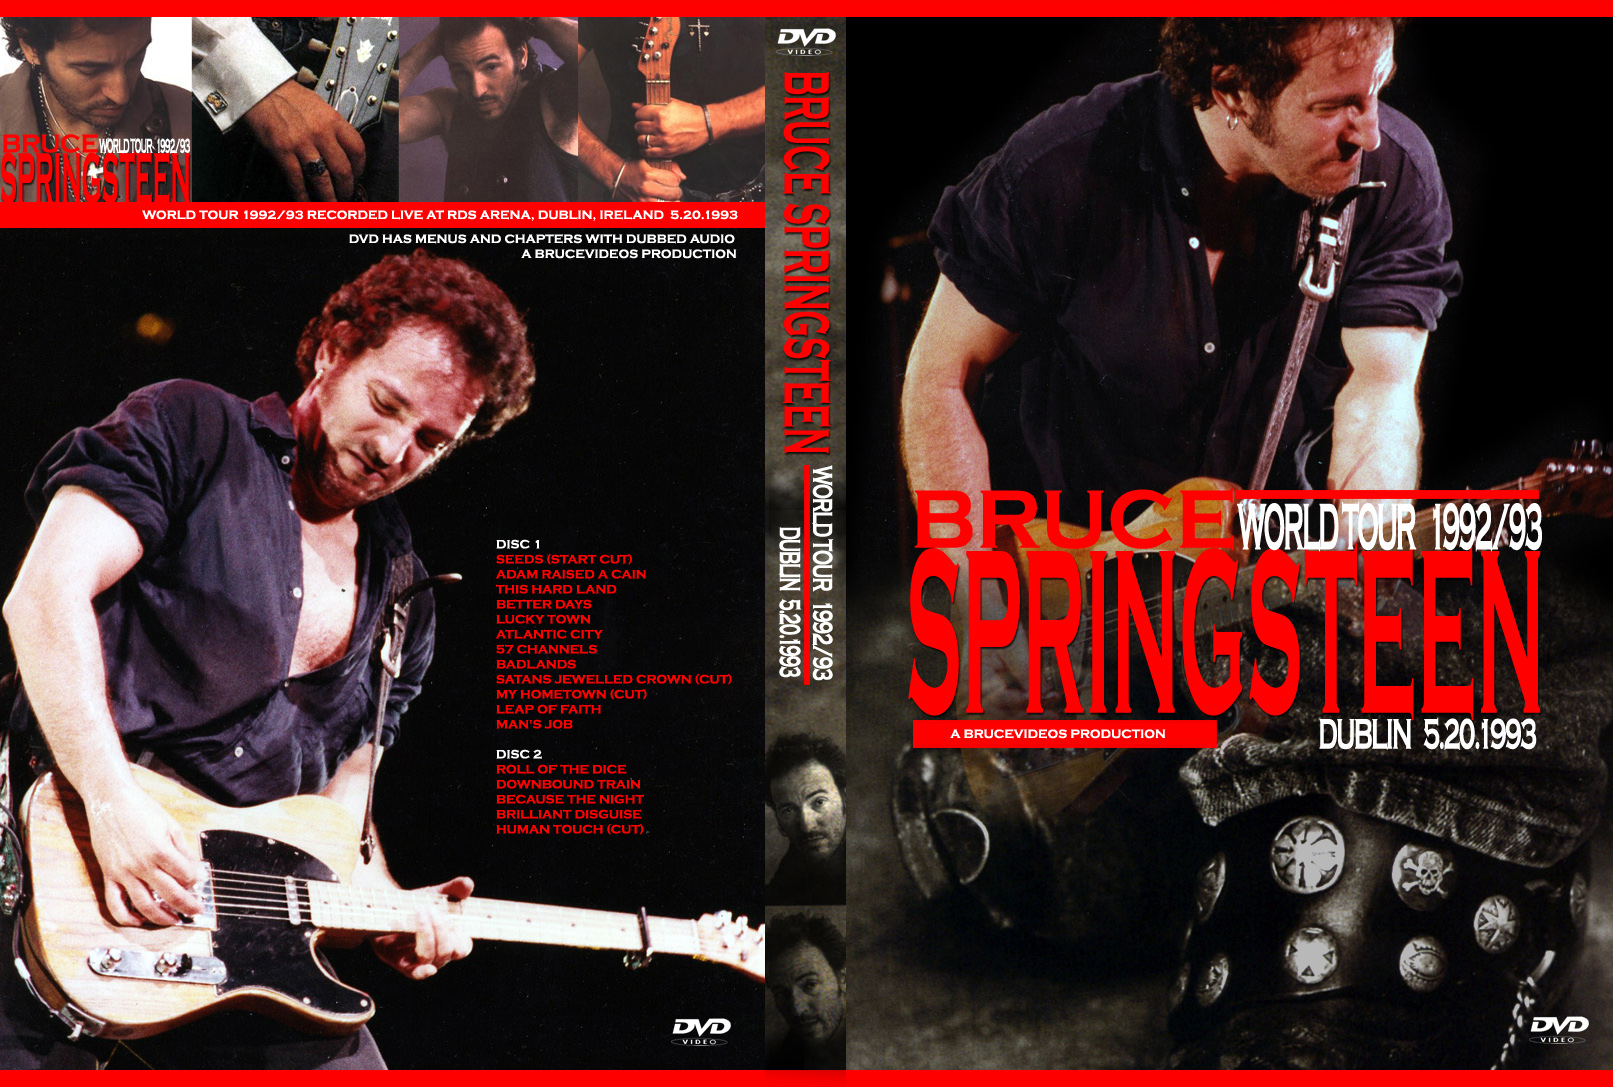 BRUCE WORLD TOUR 1992/93
SPRINGSTEEN
WORLD TOUR 1992/93 RECORDED LIVE AT RDS ARENA, DUBLIN, IRELAND 5.20.1993
DVD HAS MENUS AND CHAPTERS WITH DUBBED AUDIO
A BRUCEVIDEOS PRODUCTION
DISC 1
SEEDS (START CUT)
ADAM RAISED A CAIN
THIS HARD LAND
BETTER DAYS
LUCKY TOWN
ATLANTIC CITY
57 CHANNELS
BADLANDS
SATANS JEWELLED CROWN (CUT)
MY HOMETOWN (CUT)
LEAP OF FAITH
MAN'S JOB
DISC 2
ROLL OF THE DICE
DOWNBOUND TRAIN
BECAUSE THE NIGHT
BRILLIANT DISGUISE
HUMAN TOUCH (CUT)
DVD
VIDEO
DVD
VIDEO
BRUCE SPRINGSTEEN
WORLD TOUR 1992/93
DUBLIN 5.20.1993
BRUCE WORLD TOUR 1992/93
SPRINGSTEEN
A BRUCEVIDEOS PRODUCTION
DUBLIN 5.20.1993
DVD
VIDEO